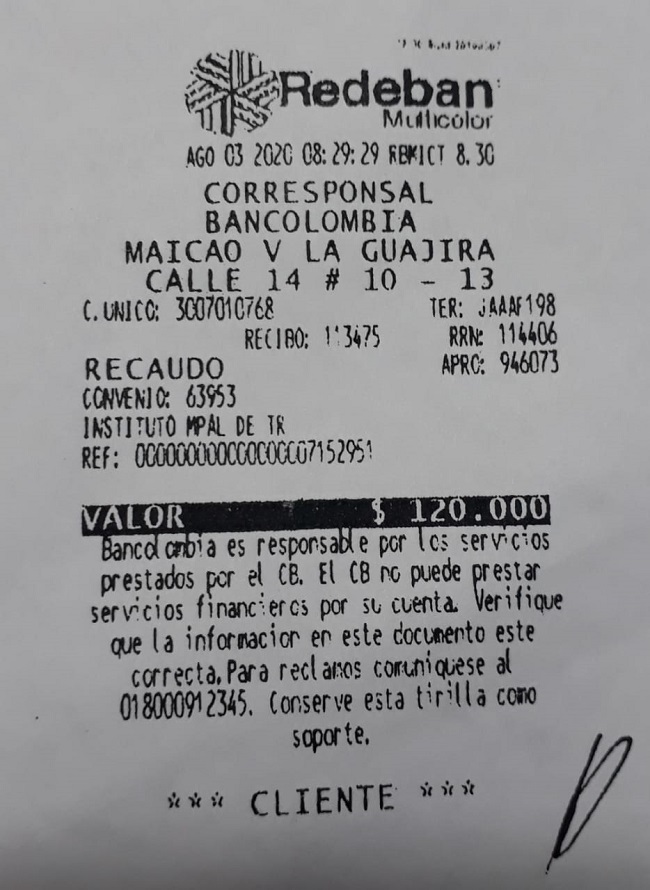 Redeban
Multicolor
AGO 03 2020 08:29:29 RBMICT 8.30
CORRESPONSAL
BANCOLOMBIA
MAICAO V LA GUAJIRA
CALLE 14 # 10 - 13
C.UNICO: 3007010768 TER: JAAAF198
RECIBO: 113475 RRN: 114406
RECAUDO APRO: 946073
CONVENIO: 63953
INSTITUTO MPAL DE TR
REF: 
VALOR $ 120.000
Bancolombia es responsable por los servicios
prestados por el CB. El CB no puede prestar
servicios financieros por su cuenta. Verifique
que la informacion en este documento este
correcta.Para reclamos comuniquese al
018000912345. Conserve esta tirilla como
soporte.
*** CLIENTE ***